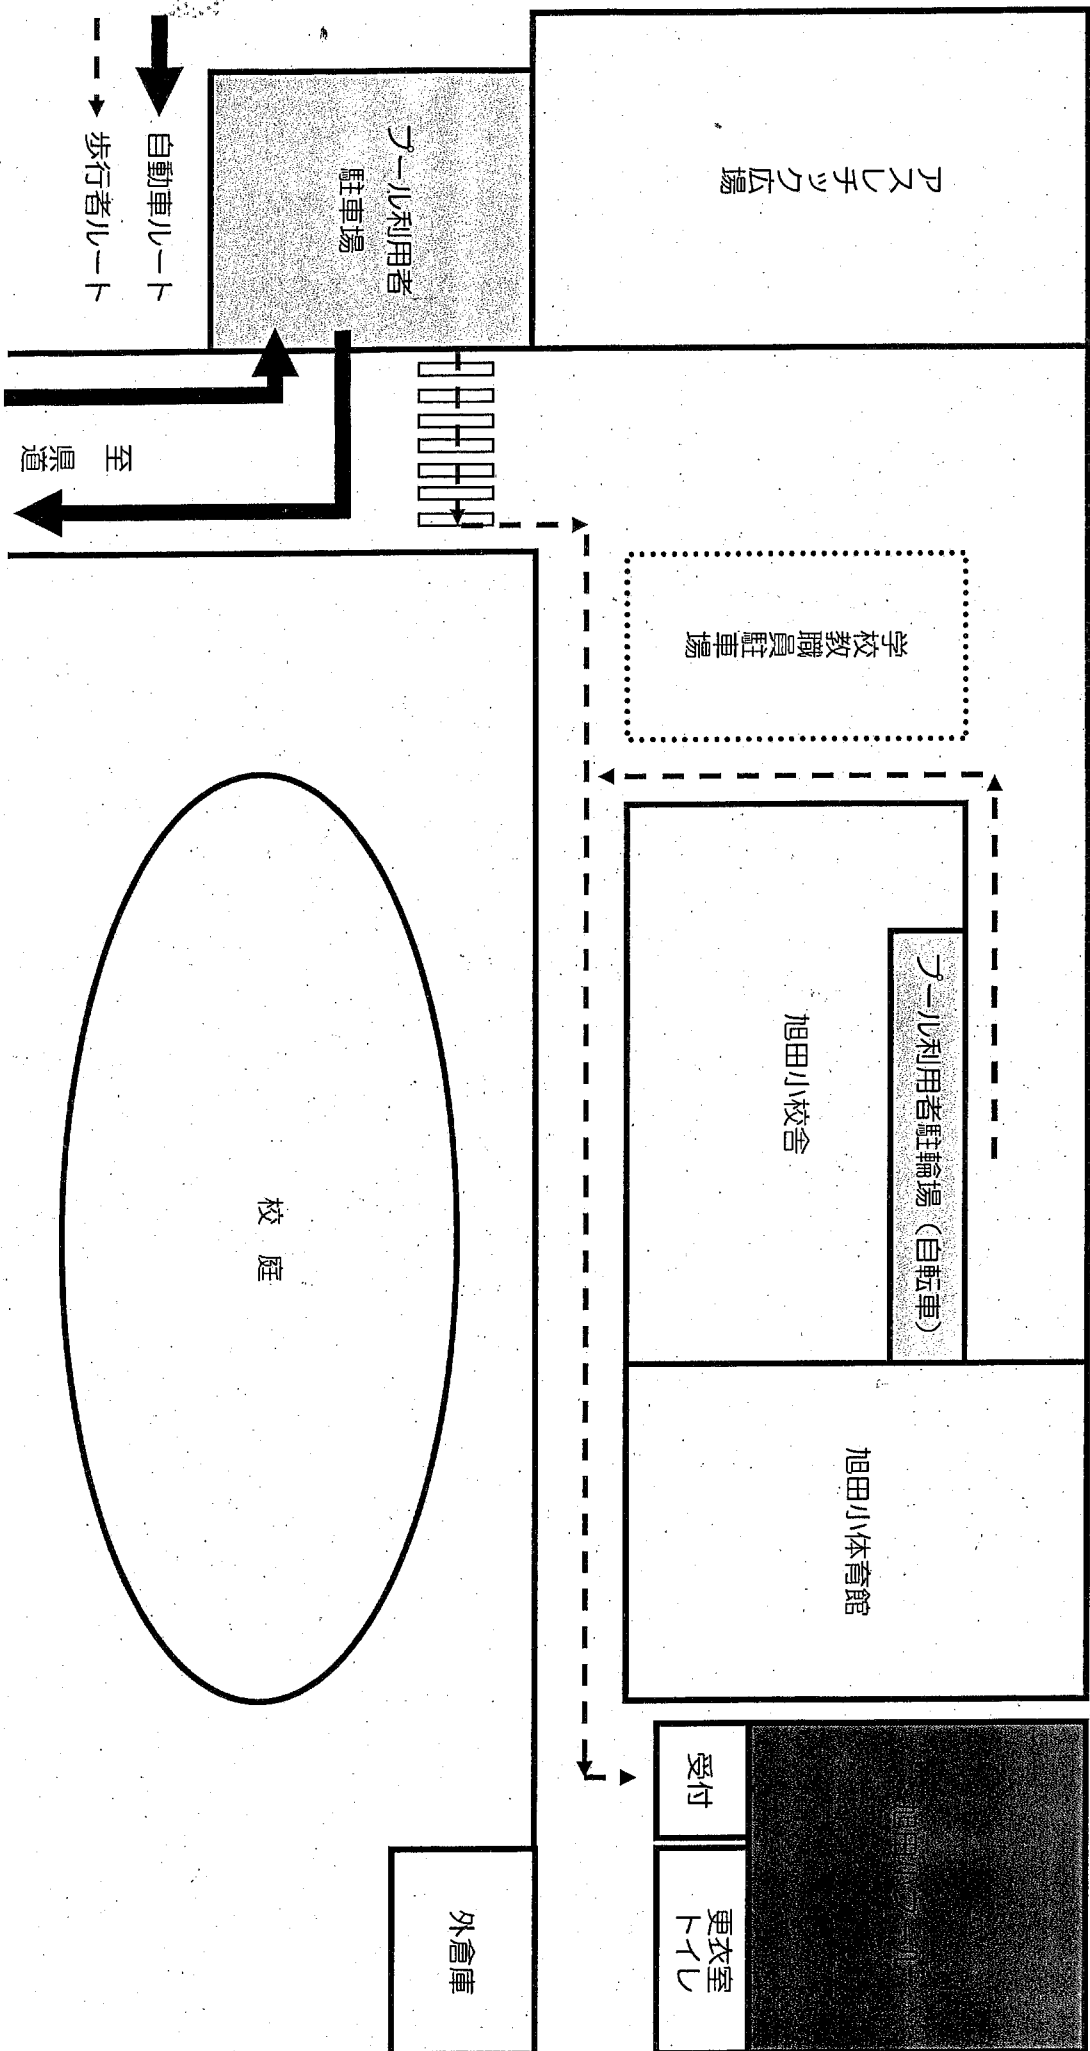 アスレチック広場
プール利用者
駐車場
自動車ルート
歩行者ルート
至 県道
学校教職員駐車場
プール利用者駐輪場（自転車）
旭田小校舎
校 庭
旭田小体育館
受付
更衣室
トイレ
外倉庫